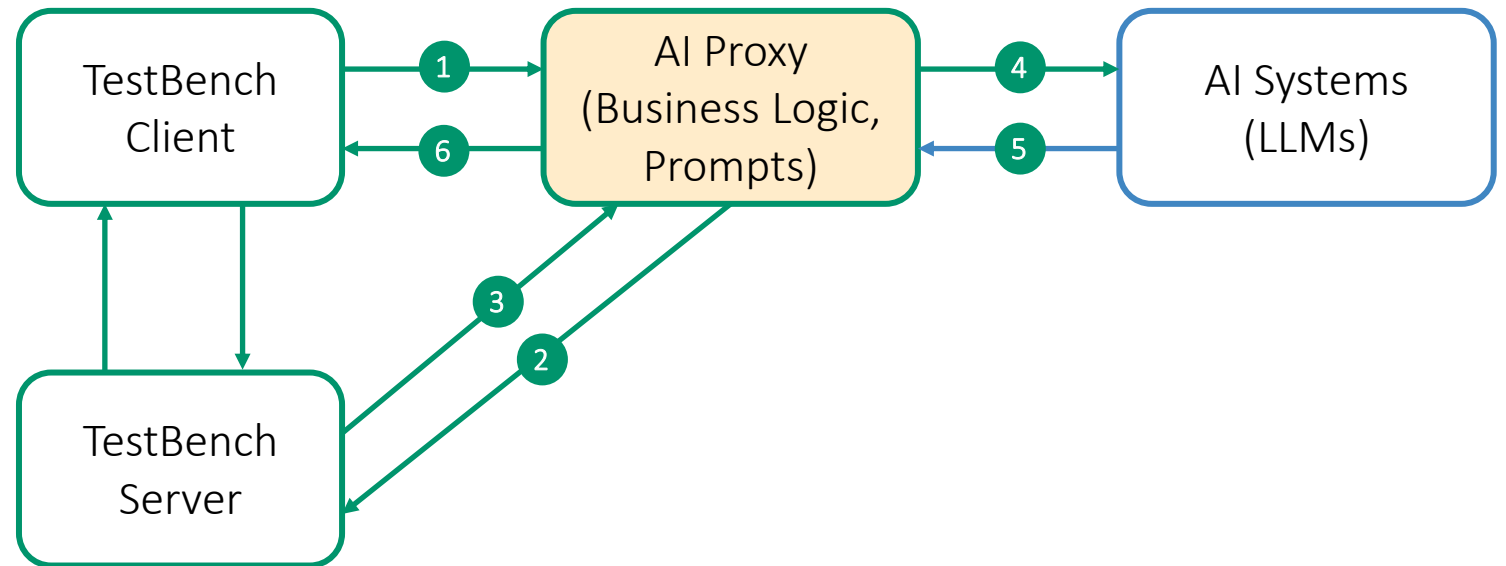 TestBench
Client
1
6
AI Proxy
(Business Logic,
Prompts)
4
5
AI Systems
(LLMs)
3
2
TestBench
Server